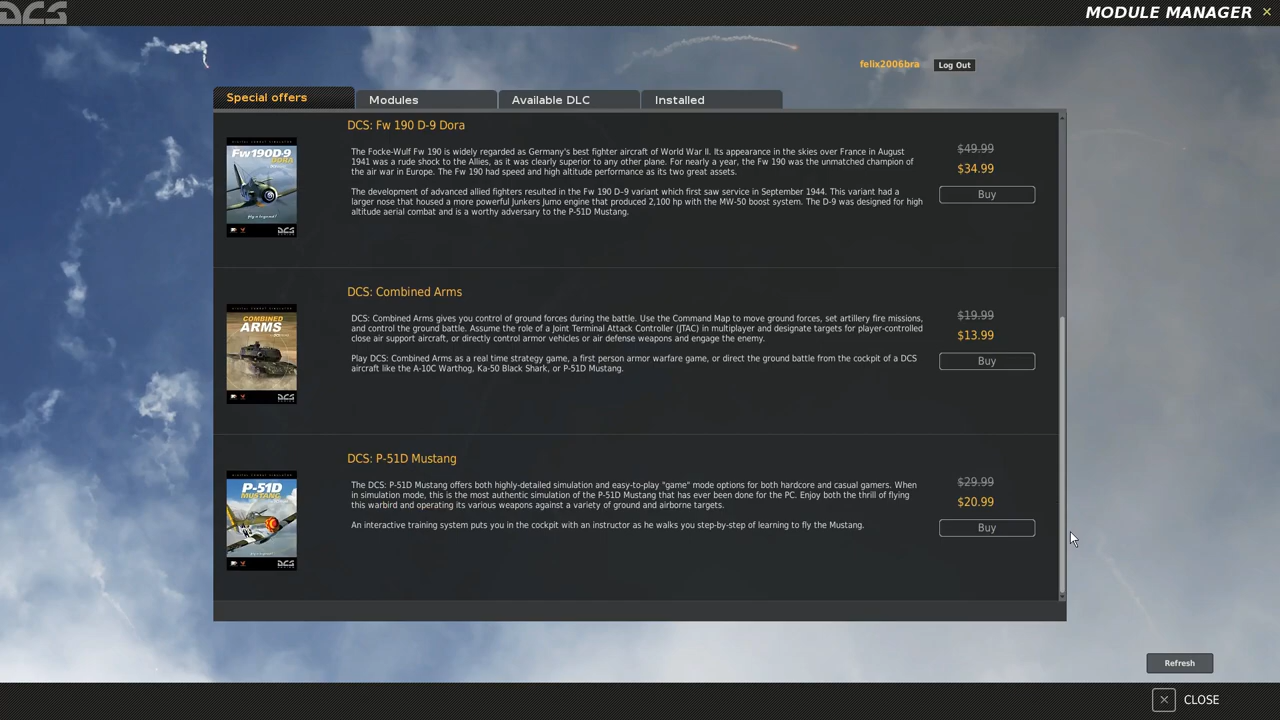 DCS
MODULE MANAGER ×
felix2006bra Log Out
Special offers Modules Available DLC Installed
DCS: Fw 190 D-9 Dora
Fw190D-9
DORA
The Focke-Wulf Fw 190 is widely regarded as Germany's best fighter aircraft of World War II. Its appearance in the skies over France in August
1941 was a rude shock to the Allies, as it was clearly superior to any other plane. For nearly a year, the Fw 190 was the unmatched champion of
the air war in Europe. The Fw 190 had speed and high altitude performance as its two great assets.
The development of advanced allied fighters resulted in the Fw 190 D–9 variant which first saw service in September 1944. This variant had a
larger nose that housed a more powerful Junkers Jumo engine that produced 2,100 hp with the MW-50 boost system. The D-9 was designed for high
altitude aerial combat and is a worthy adversary to the P-51D Mustang.
$49.99
$34.99
Buy
DCS: Combined Arms
COMBINED
ARMS
DCS: Combined Arms gives you control of ground forces during the battle. Use the Command Map to move ground forces, set artillery fire missions,
and control the ground battle. Assume the role of a Joint Terminal Attack Controller (JTAC) in multiplayer and designate targets for player-controlled
close air support aircraft, or directly control armor vehicles or air defense weapons and engage the enemy.
Play DCS: Combined Arms as a real time strategy game, a first person armor warfare game, or direct the ground battle from the cockpit of a DCS
aircraft like the A-10C Warthog, Ka-50 Black Shark, or P-51D Mustang.
$19.99
$13.99
Buy
DCS: P-51D Mustang
P-51D
MUSTANG
The DCS: P-51D Mustang offers both highly-detailed simulation and easy-to-play "game" mode options for both hardcore and casual gamers. When
in simulation mode, this is the most authentic simulation of the P-51D Mustang that has ever been done for the PC. Enjoy both the thrill of flying
this warbird and operating its various weapons against a variety of ground and airborne targets.
An interactive training system puts you in the cockpit with an instructor as he walks you step-by-step of learning to fly the Mustang.
$29.99
$20.99
Buy
Refresh
× CLOSE